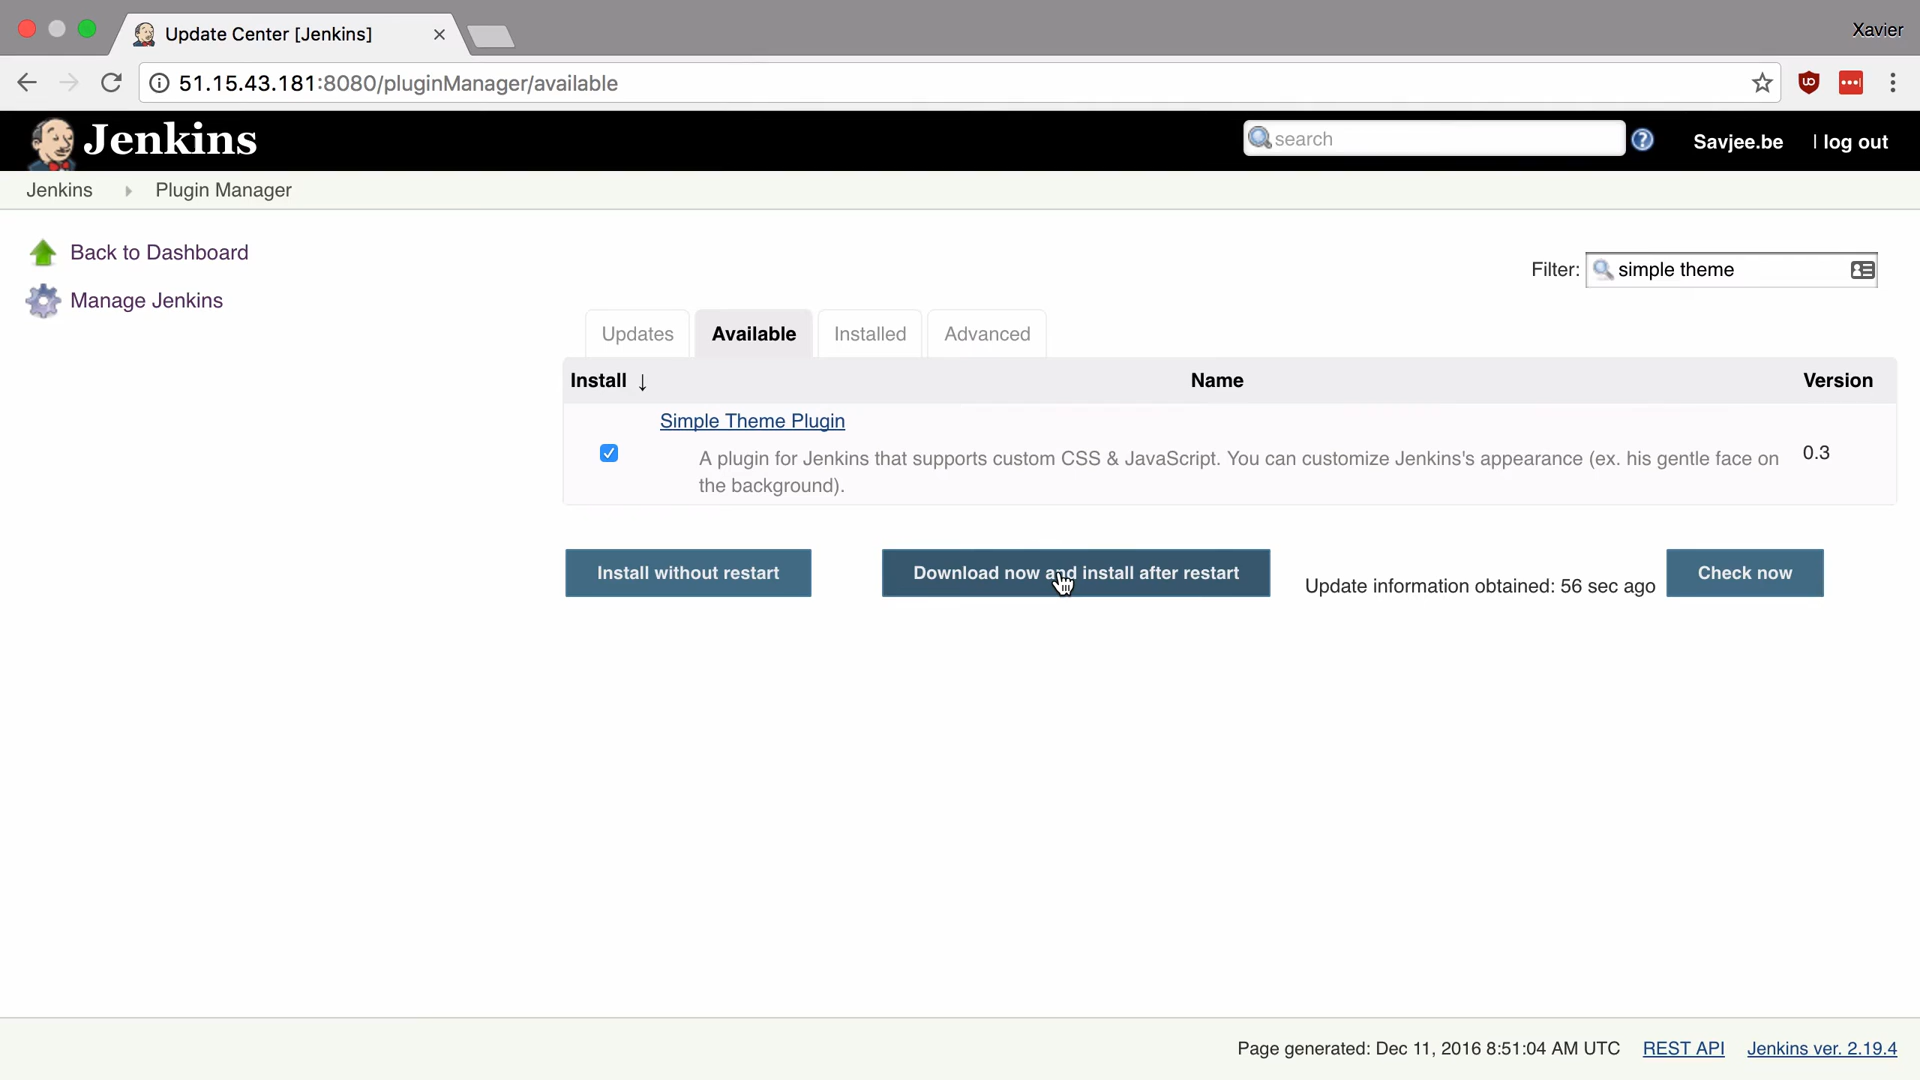 Update Center [Jenkins]
Xavier
51.15.43.181:8080/pluginManager/available
Jenkins
search
Savjee.be
| log out
Jenkins
Plugin Manager
Back to Dashboard
Manage Jenkins
Filter:
simple theme
Updates
Available
Installed
Advanced
Install ↓
Name
Version
Simple Theme Plugin
A plugin for Jenkins that supports custom CSS & JavaScript. You can customize Jenkins's appearance (ex. his gentle face on
the background).
0.3
Install without restart
Download now and install after restart
Update information obtained: 56 sec ago
Check now
Page generated: Dec 11, 2016 8:51:04 AM UTC
REST API
Jenkins ver. 2.19.4